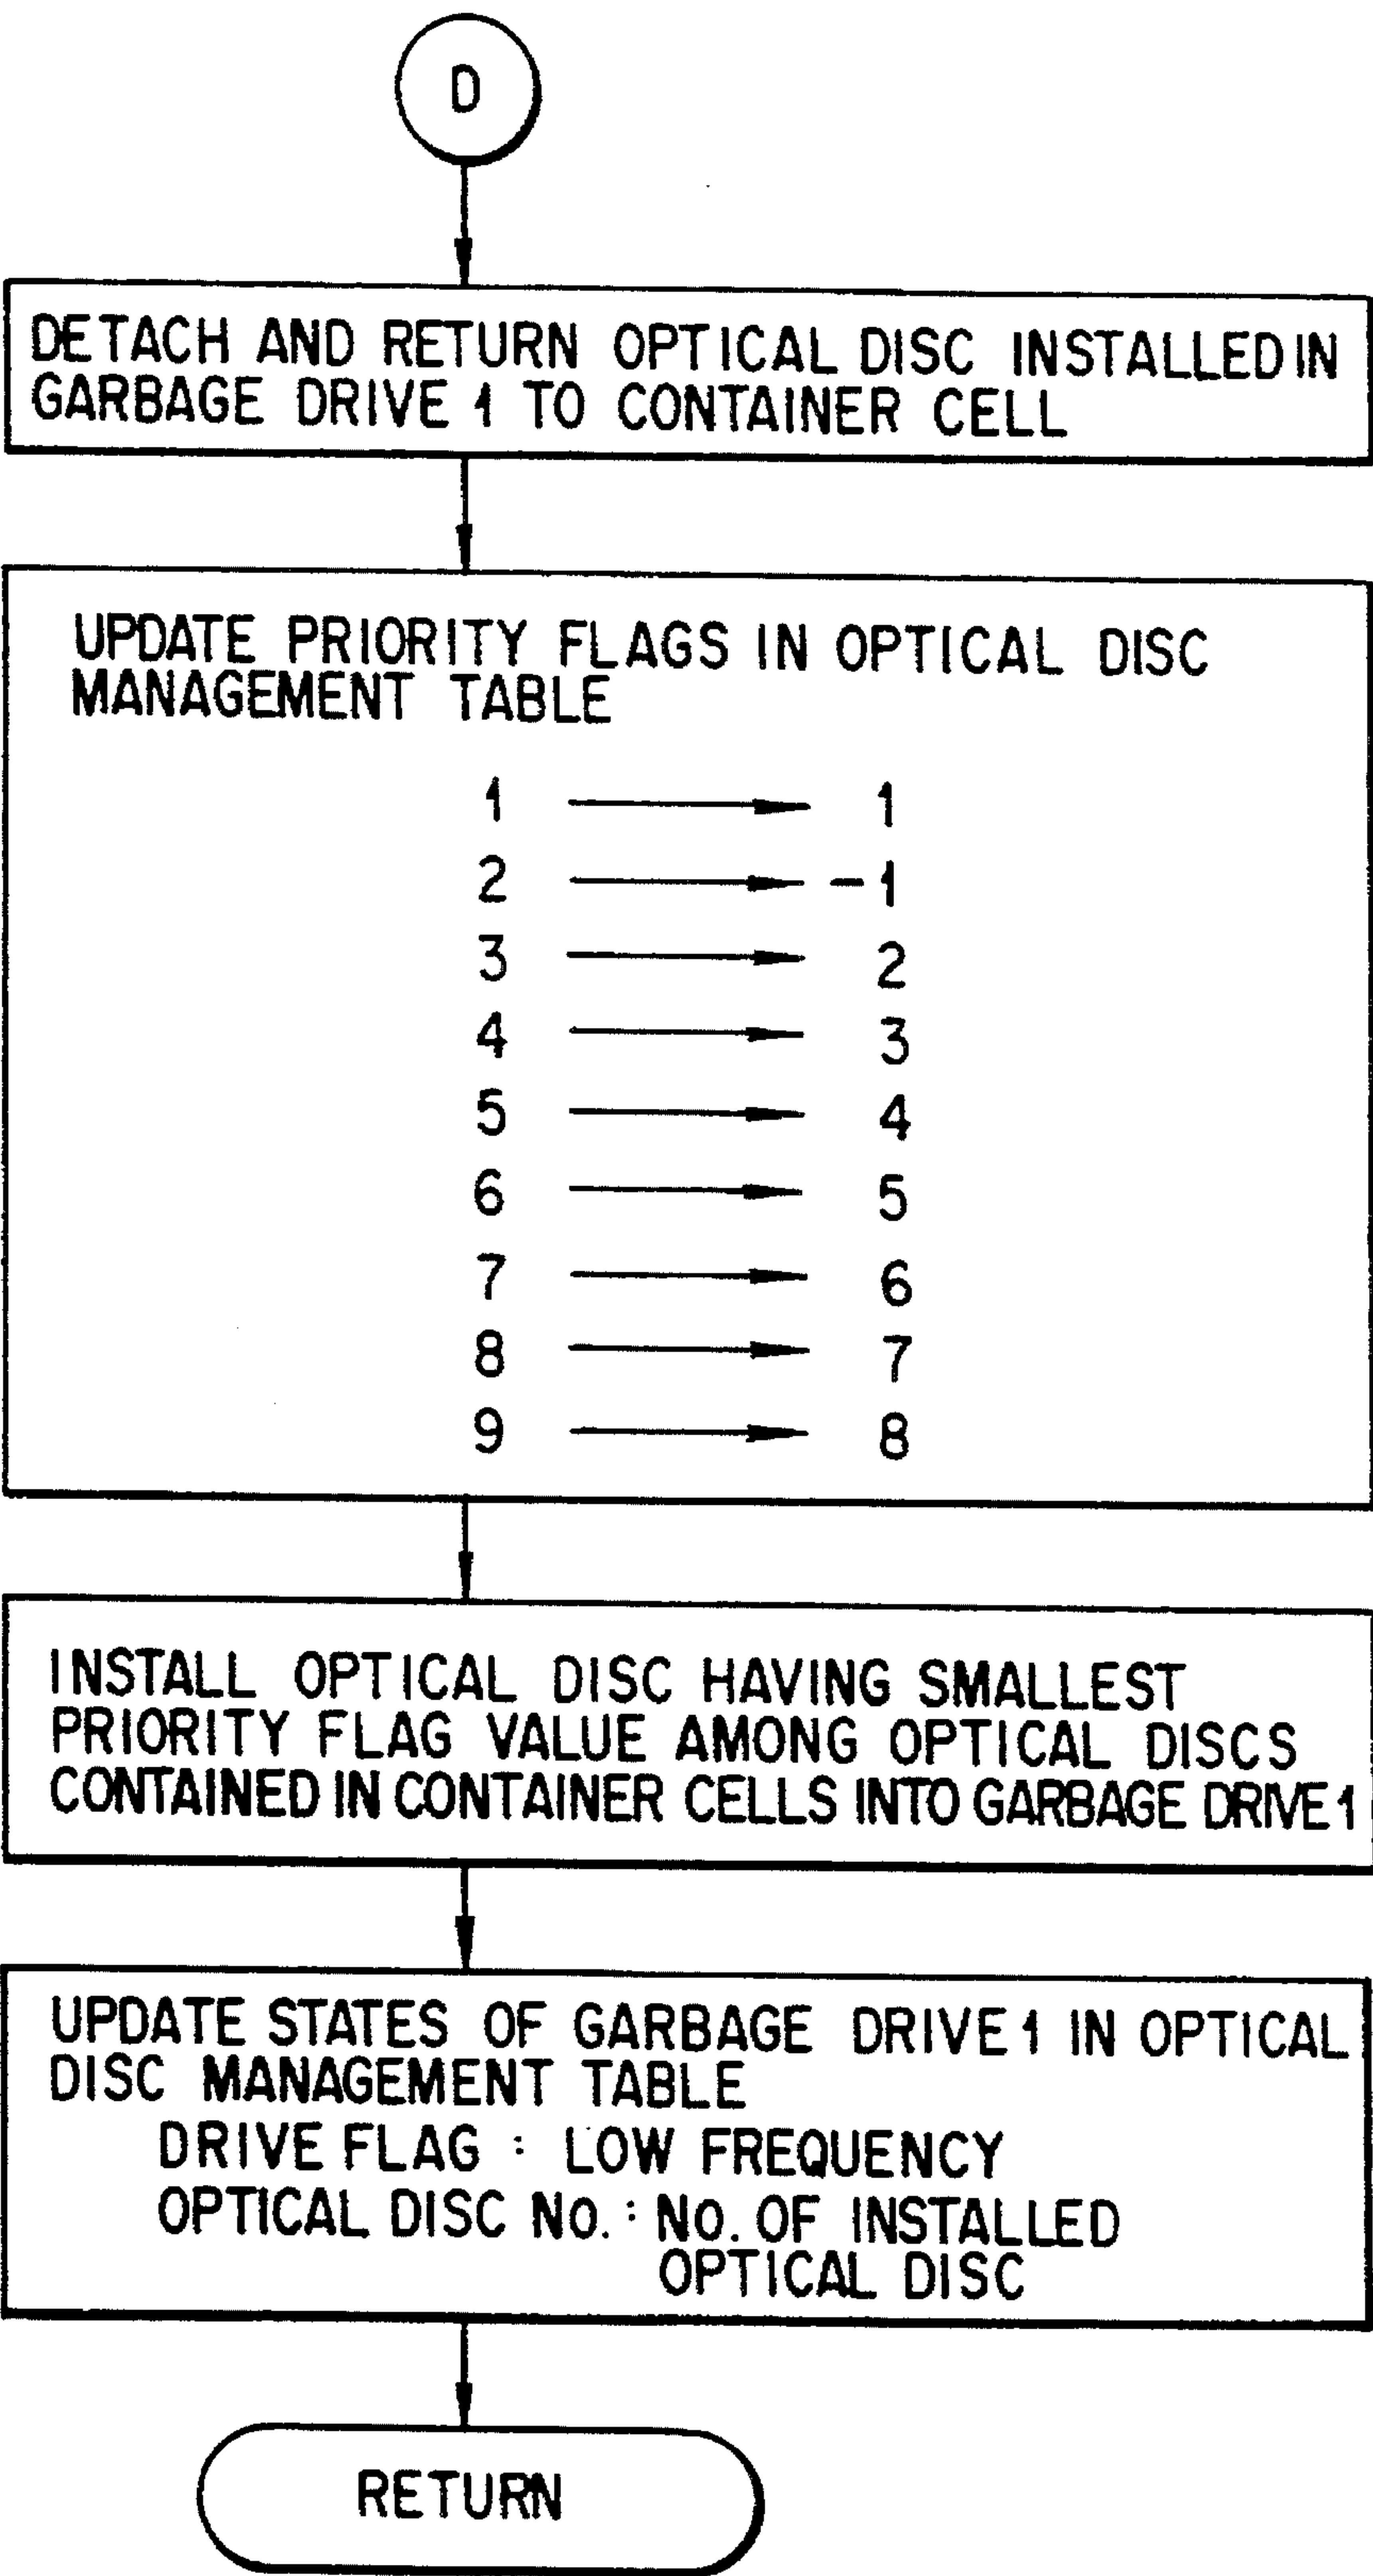 D
DETACH AND RETURN OPTICAL DISC INSTALLED IN
GARBAGE DRIVE 1 TO CONTAINER CELL
UPDATE PRIORITY FLAGS IN OPTICAL DISC
MANAGEMENT TABLE
1 → 1
2 → -1
3 → 2
4 → 3
5 → 4
6 → 5
7 → 6
8 → 7
9 → 8
INSTALL OPTICAL DISC HAVING SMALLEST
PRIORITY FLAG VALUE AMONG OPTICAL DISCS
CONTAINED IN CONTAINER CELLS INTO GARBAGE DRIVE 1
UPDATE STATES OF GARBAGE DRIVE 1 IN OPTICAL
DISC MANAGEMENT TABLE
DRIVE FLAG : LOW FREQUENCY
OPTICAL DISC No. : No. OF INSTALLED
OPTICAL DISC
RETURN